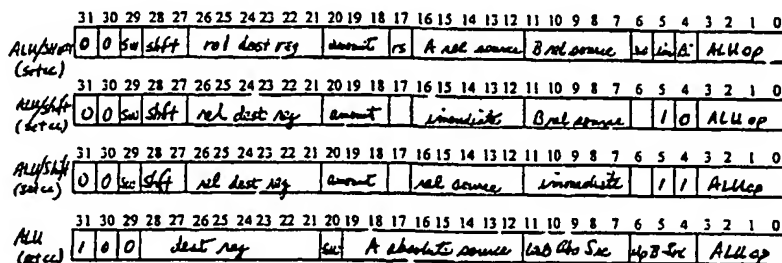 31 30 29 28 27 26 25 24 23 22 21 20 19 18 17 16 15 14 13 12 11 10 9 8 7 6 5 4 3 2 1 0
ALU/Shift 0 0 sw shft rel dest reg amount rs A rel source B rel source im Bi ALU op
(setcc)
31 30 29 28 27 26 25 24 23 22 21 20 19 18 17 16 15 14 13 12 11 10 9 8 7 6 5 4 3 2 1 0
ALU/Shift 0 0 sw shft rel dest reg amount immediate B rel source 1 0 ALU op
(setcc)
31 30 29 28 27 26 25 24 23 22 21 20 19 18 17 16 15 14 13 12 11 10 9 8 7 6 5 4 3 2 1 0
ALU/Shift 0 0 sw shft rel dest reg amount rel source immediate 1 1 ALU op
(setcc)
31 30 29 28 27 26 25 24 23 22 21 20 19 18 17 16 15 14 13 12 11 10 9 8 7 6 5 4 3 2 1 0
ALU 1 0 0 dest reg sw A absolute source B Src ALU op
(setcc)